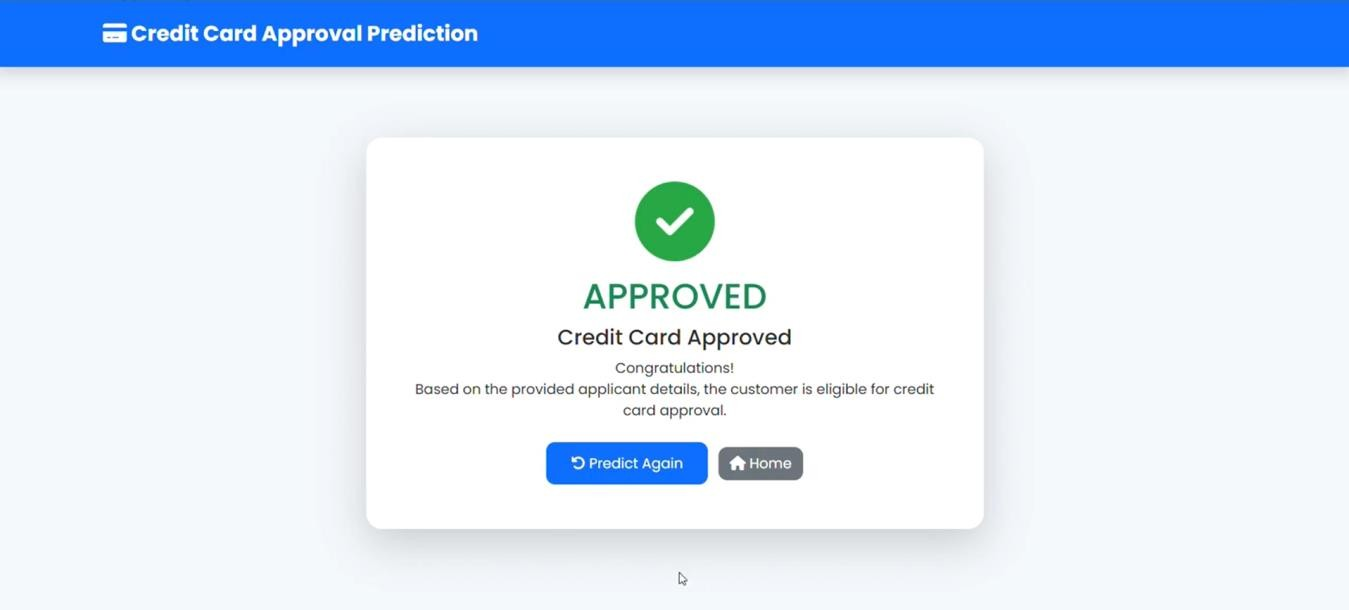 Credit Card Approval Prediction
APPROVED
Credit Card Approved
Congratulations!
Based on the provided applicant details, the customer is eligible for credit
card approval.
Predict Again
Home